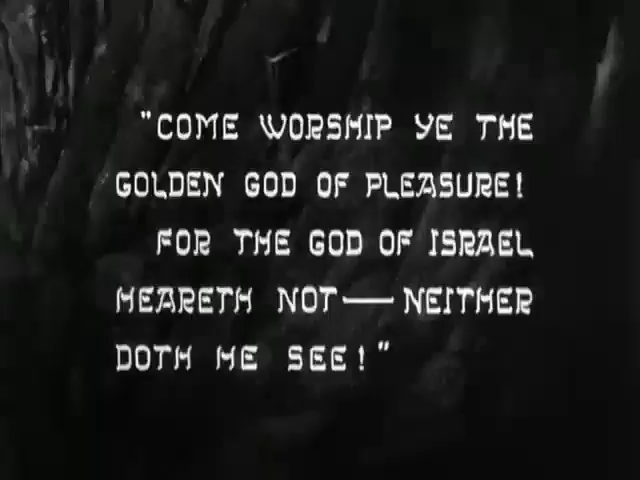 "COME WORSHIP YE THE
GOLDEN GOD OF PLEASURE!
FOR THE GOD OF ISRAEL
HEARETH NOT—NEITHER
DOTH HE SEE!"